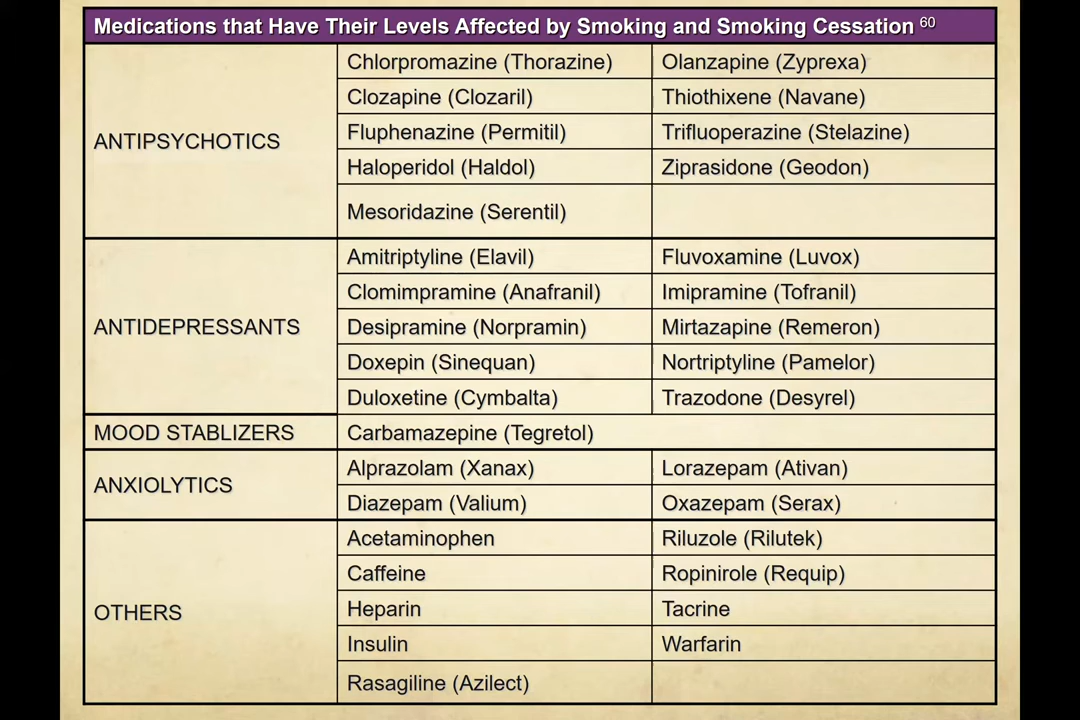 Medications that Have Their Levels Affected by Smoking and Smoking Cessation 60
ANTIPSYCHOTICS
Chlorpromazine (Thorazine) Olanzapine (Zyprexa)
Clozapine (Clozaril) Thiothixene (Navane)
Fluphenazine (Permitil) Trifluoperazine (Stelazine)
Haloperidol (Haldol) Ziprasidone (Geodon)
Mesoridazine (Serentil)
ANTIDEPRESSANTS
Amitriptyline (Elavil) Fluvoxamine (Luvox)
Clomimpramine (Anafranil) Imipramine (Tofranil)
Desipramine (Norpramin) Mirtazapine (Remeron)
Doxepin (Sinequan) Nortriptyline (Pamelor)
Duloxetine (Cymbalta) Trazodone (Desyrel)
MOOD STABLIZERS Carbamazepine (Tegretol)
ANXIOLYTICS
Alprazolam (Xanax) Lorazepam (Ativan)
Diazepam (Valium) Oxazepam (Serax)
OTHERS
Acetaminophen Riluzole (Rilutek)
Caffeine Ropinirole (Requip)
Heparin Tacrine
Insulin Warfarin
Rasagiline (Azilect)